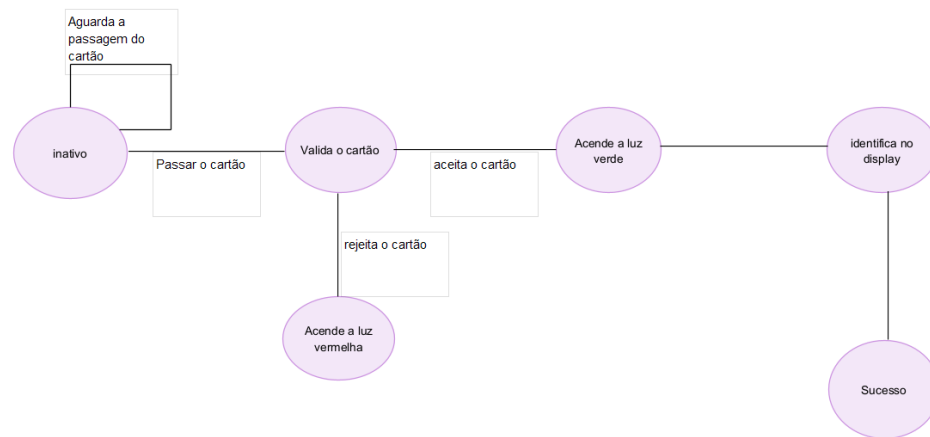 Aguarda a
passagem do
cartão
inativo
Passar o cartão
Valida o cartão
aceita o cartão
Acende a luz
verde
identifica no
display
rejeita o cartão
Acende a luz
vermelha
Sucesso